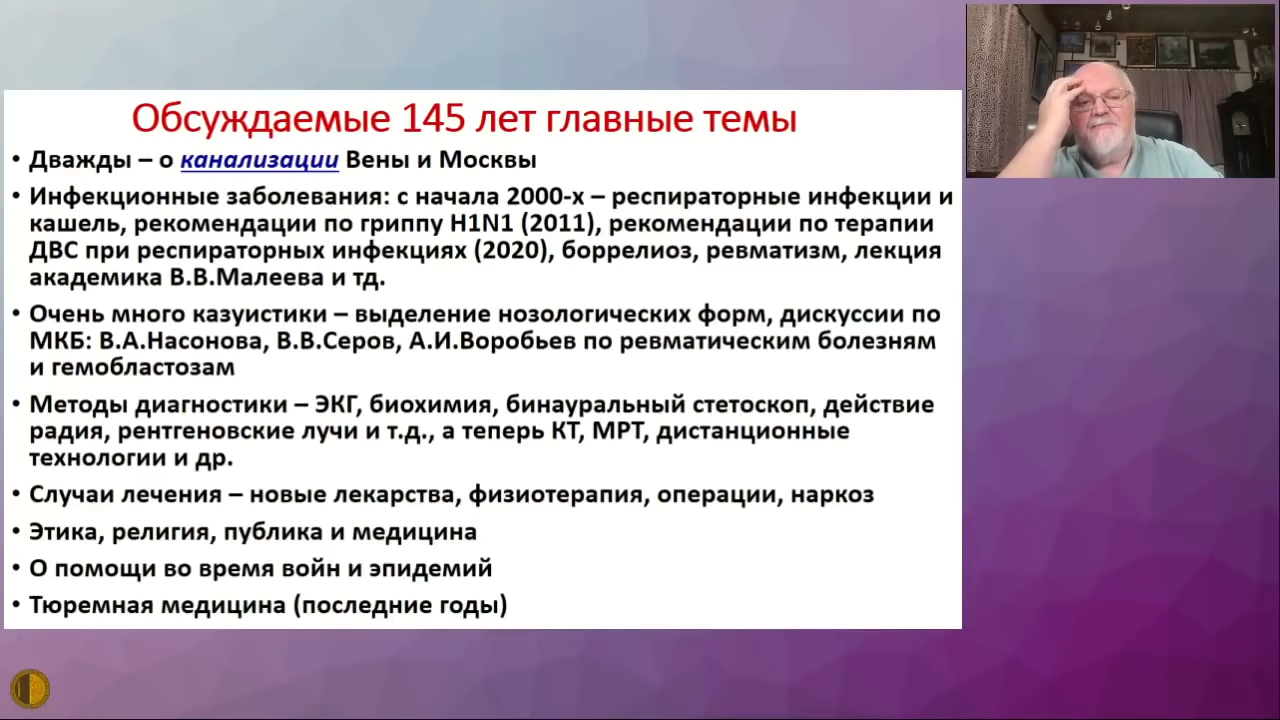 Обсуждаемые 145 лет главные темы
• Дважды – о канализации Вены и Москвы
• Инфекционные заболевания: с начала 2000-х – респираторные инфекции и
кашель, рекомендации по гриппу H1N1 (2011), рекомендации по терапии
ДВС при респираторных инфекциях (2020), боррелиоз, ревматизм, лекция
академика В.В.Малеева и тд.
• Очень много казуистики – выделение нозологических форм, дискуссии по
МКБ: В.А.Насонова, В.В.Серов, А.И.Воробьев по ревматическим болезням
и гемобластозам
• Методы диагностики – ЭКГ, биохимия, бинауральный стетоскоп, действие
радия, рентгеновские лучи и т.д., а теперь КТ, МРТ, дистанционные
технологии и др.
• Случаи лечения – новые лекарства, физиотерапия, операции, наркоз
• Этика, религия, публика и медицина
• О помощи во время войн и эпидемий
• Тюремная медицина (последние годы)